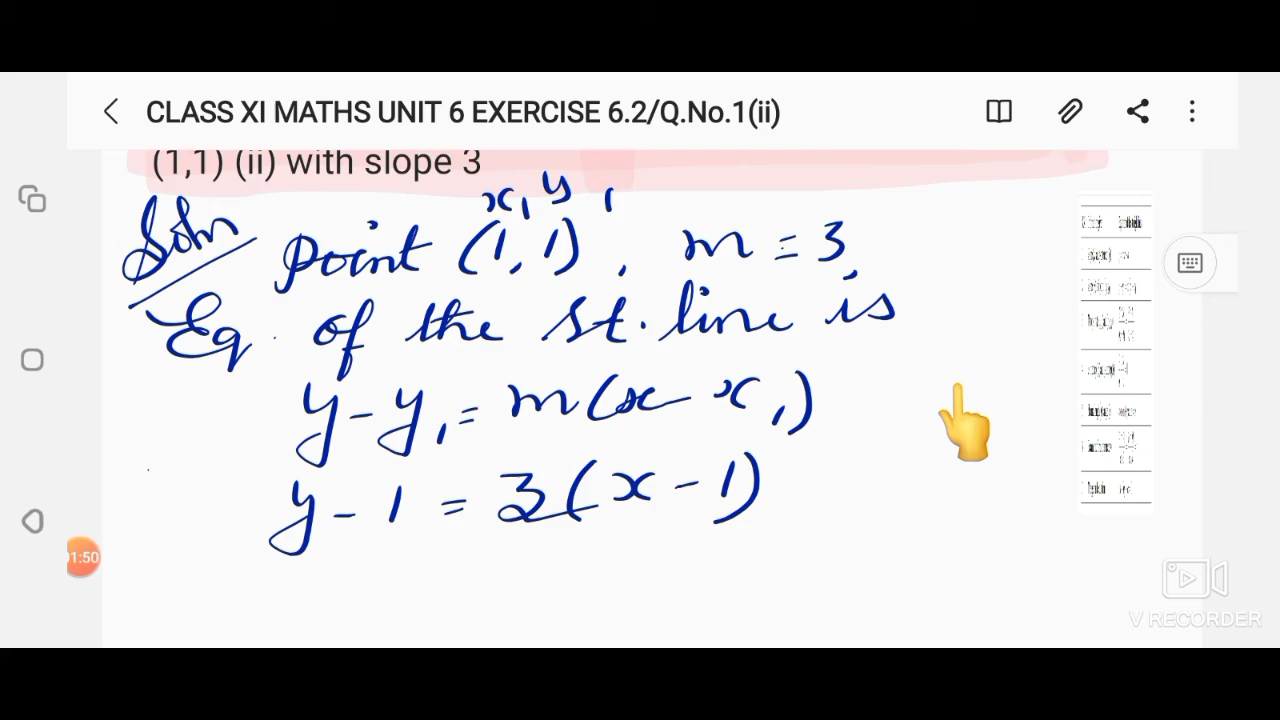 CLASS XI MATHS UNIT 6 EXERCISE 6.2/Q.No.1(ii)
(1,1) (ii) with slope 3
x₁ y₁
Soln Point (1, 1), m = 3,
Eq. of the st. line is
y - y₁ = m(x - x₁)
y - 1 = 3(x - 1)
1:50
V RECORDER